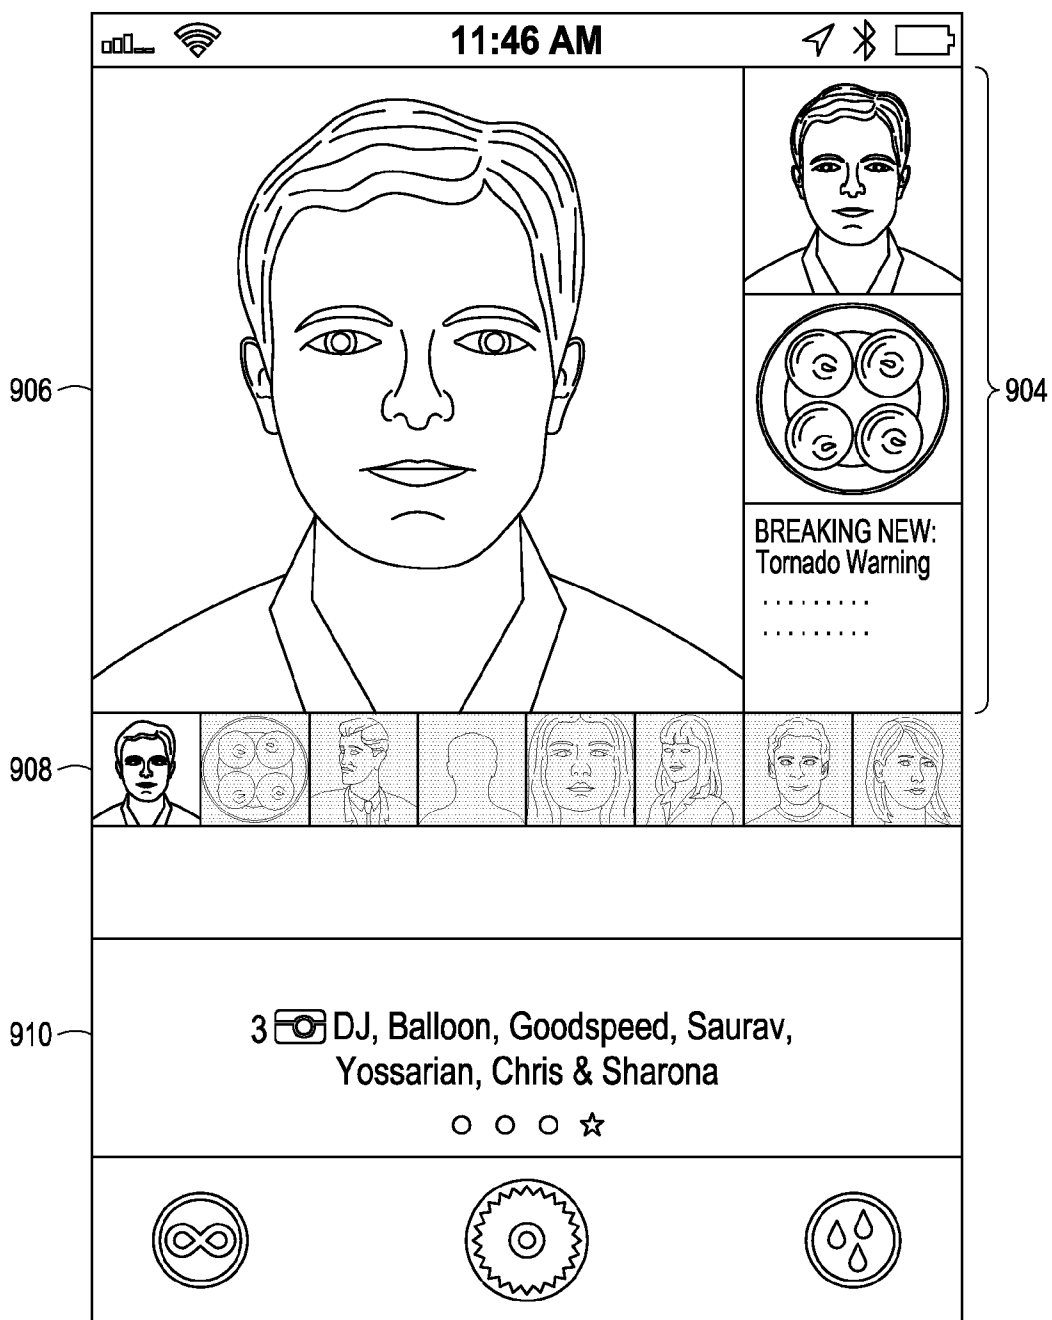 11:46 AM
906
904
BREAKING NEW:
Tornado Warning
908
910
3 DJ, Balloon, Goodspeed, Saurav,
Yossarian, Chris & Sharona